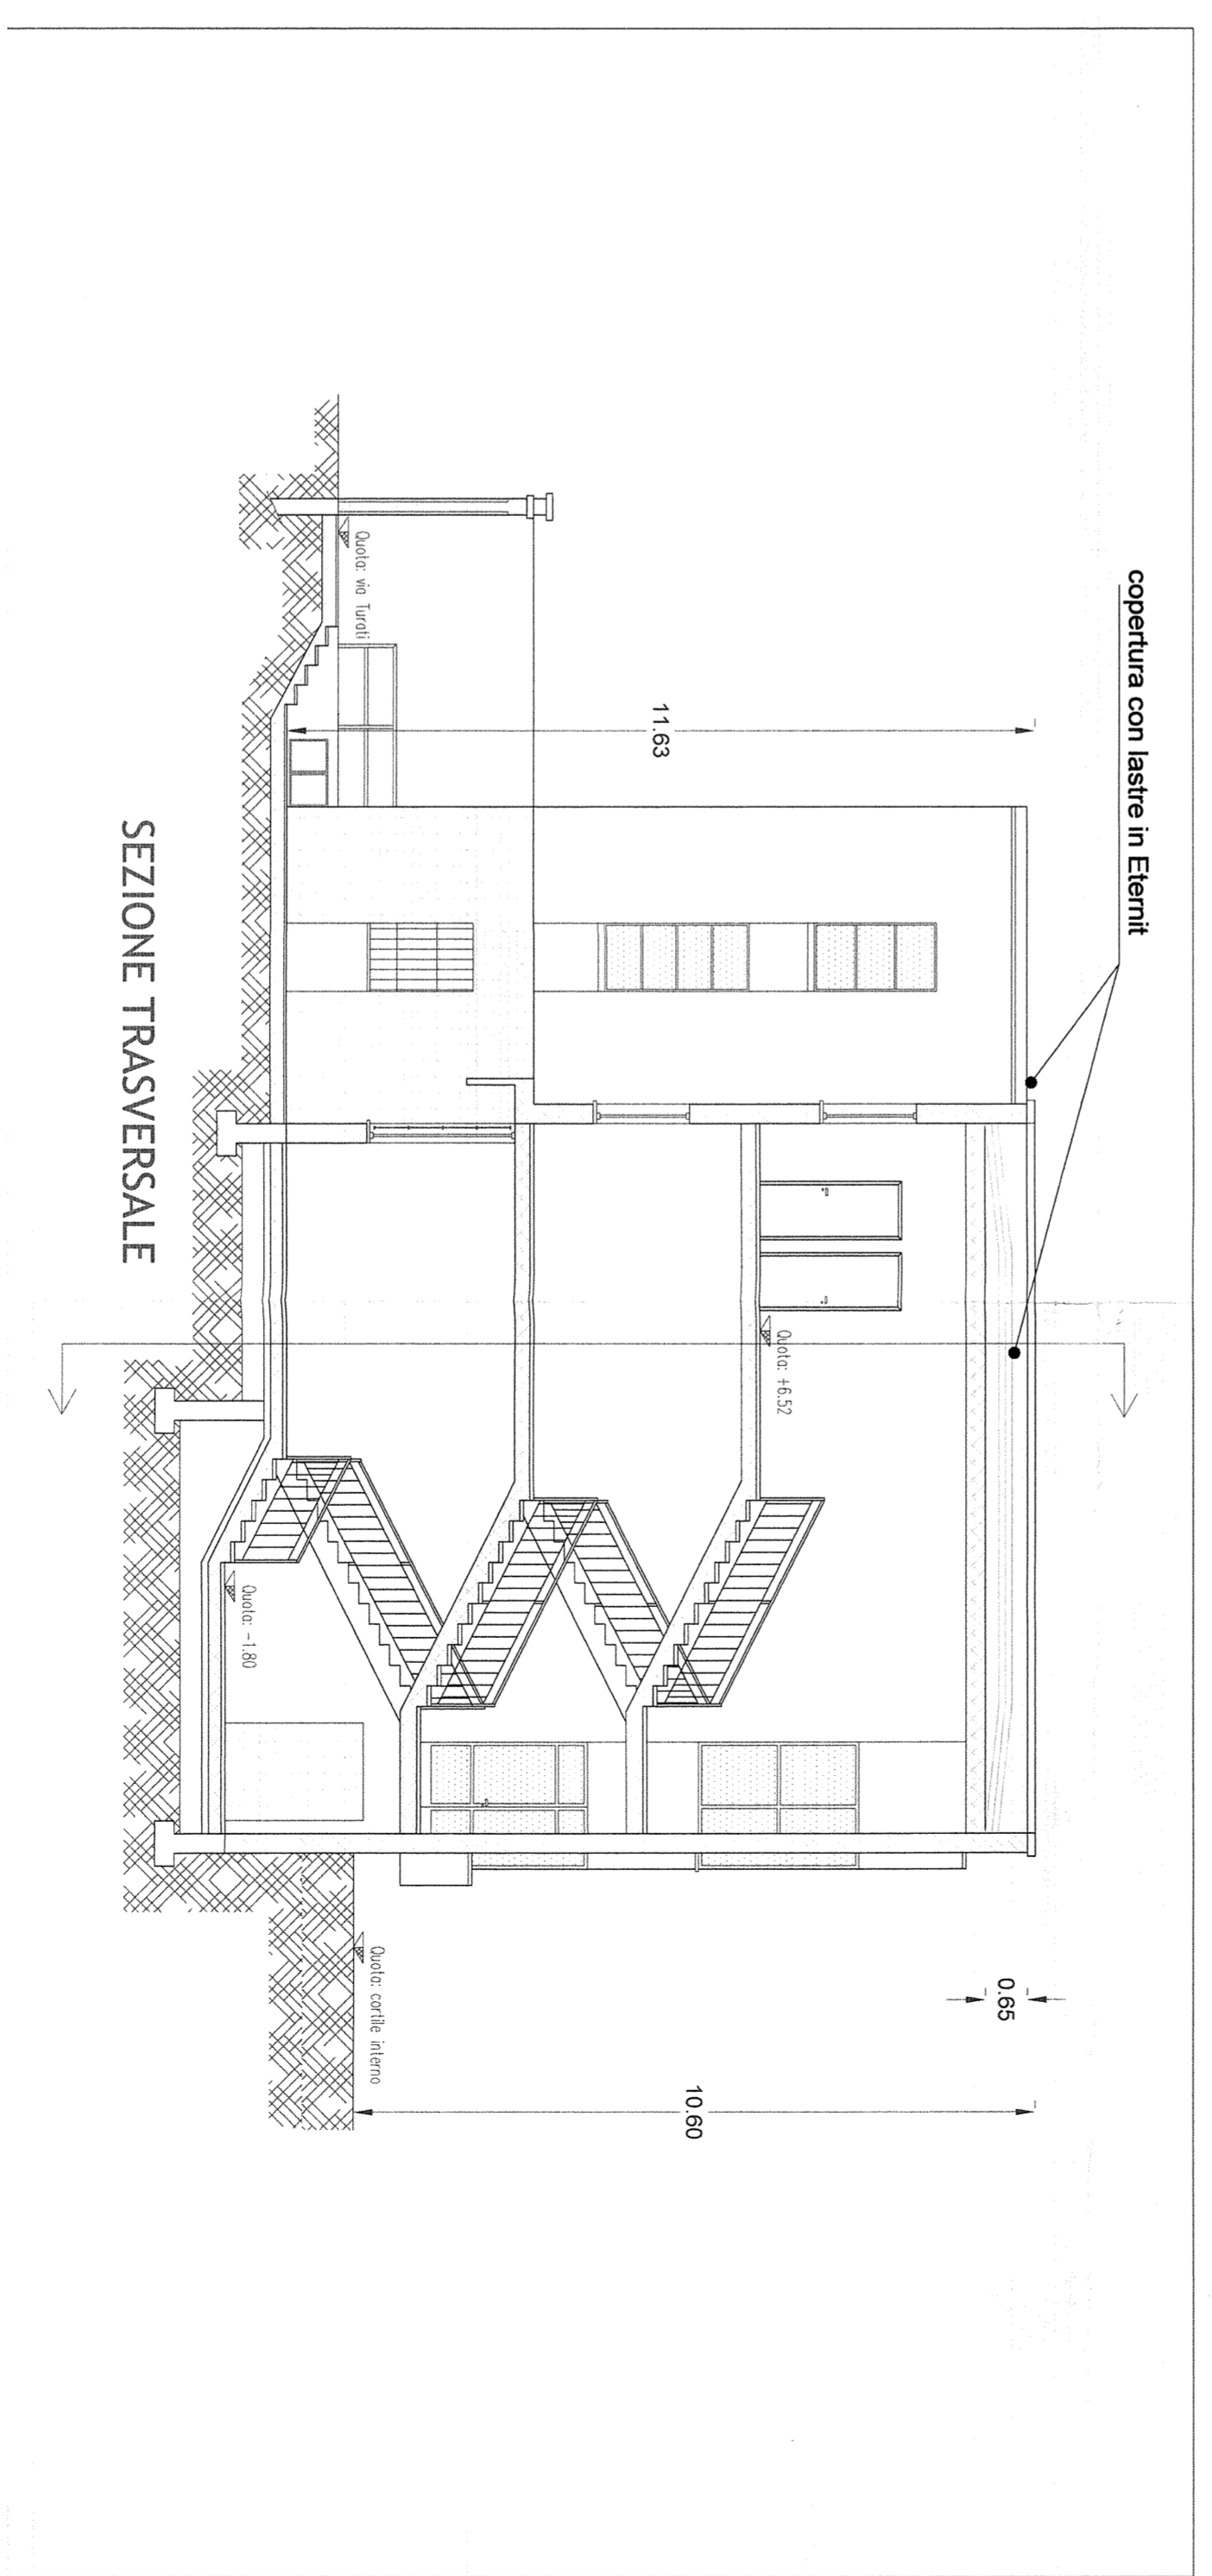 copertura con lastre in Eternit
11.63
Quota: via Turati
Quota: +6.52
Quota: -1.80
0.65
10.60
Quota: cortile interno
SEZIONE TRASVERSALE